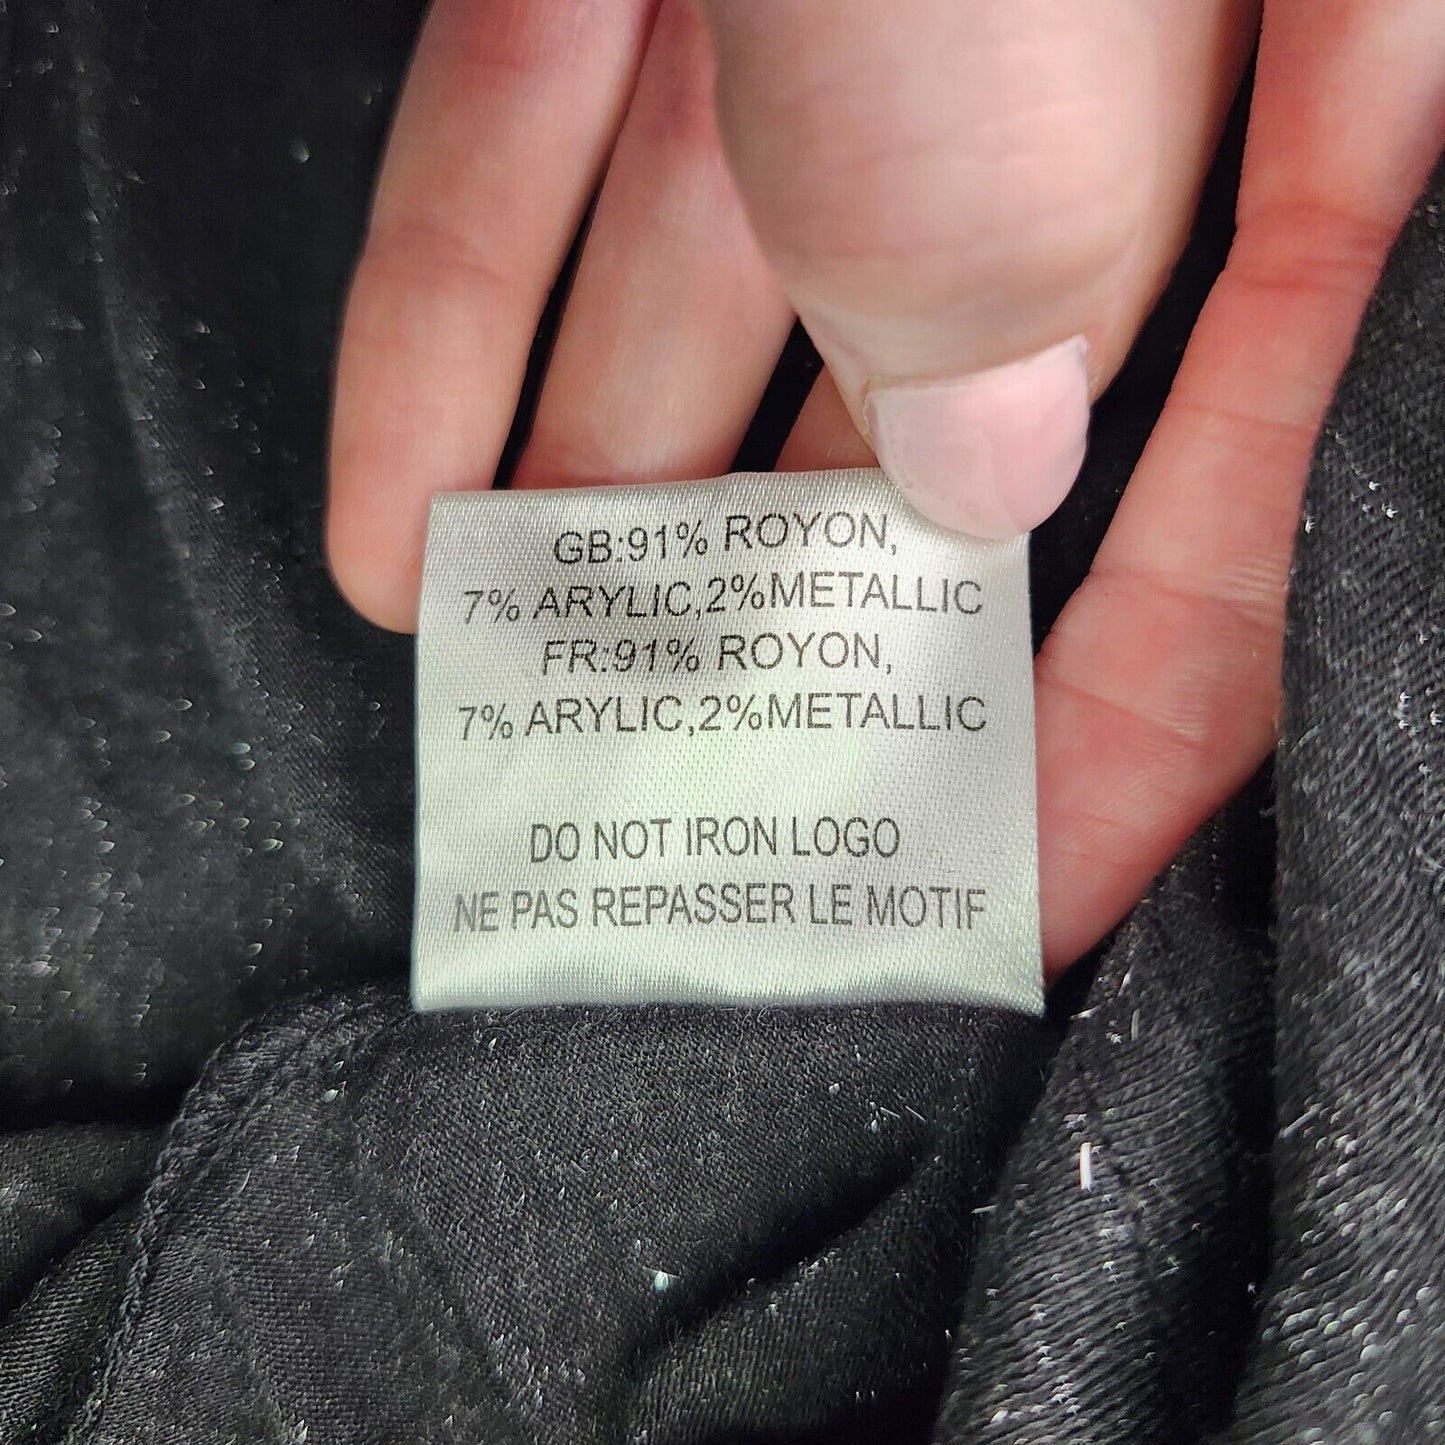 GB:91% ROYON,
7% ARYLIC,2%METALLIC
FR:91% ROYON,
7% ARYLIC,2%METALLIC
DO NOT IRON LOGO
NE PAS REPASSER LE MOTIF